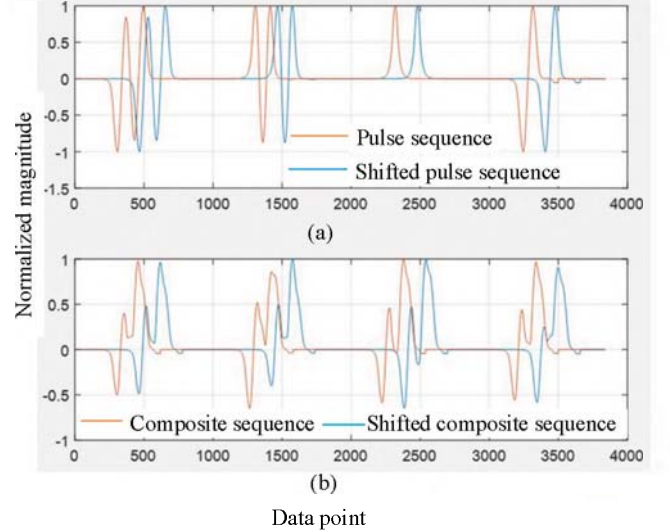 1
0.5
0
-0.5
-1
-1.5
0 500 1000 1500 2000 2500 3000 3500 4000
Pulse sequence
Shifted pulse sequence
(a)
Normalized magnitude
1
0.5
0
-0.5
-1
0 500 1000 1500 2000 2500 3000 3500 4000
Composite sequence Shifted composite sequence
(b)
Data point